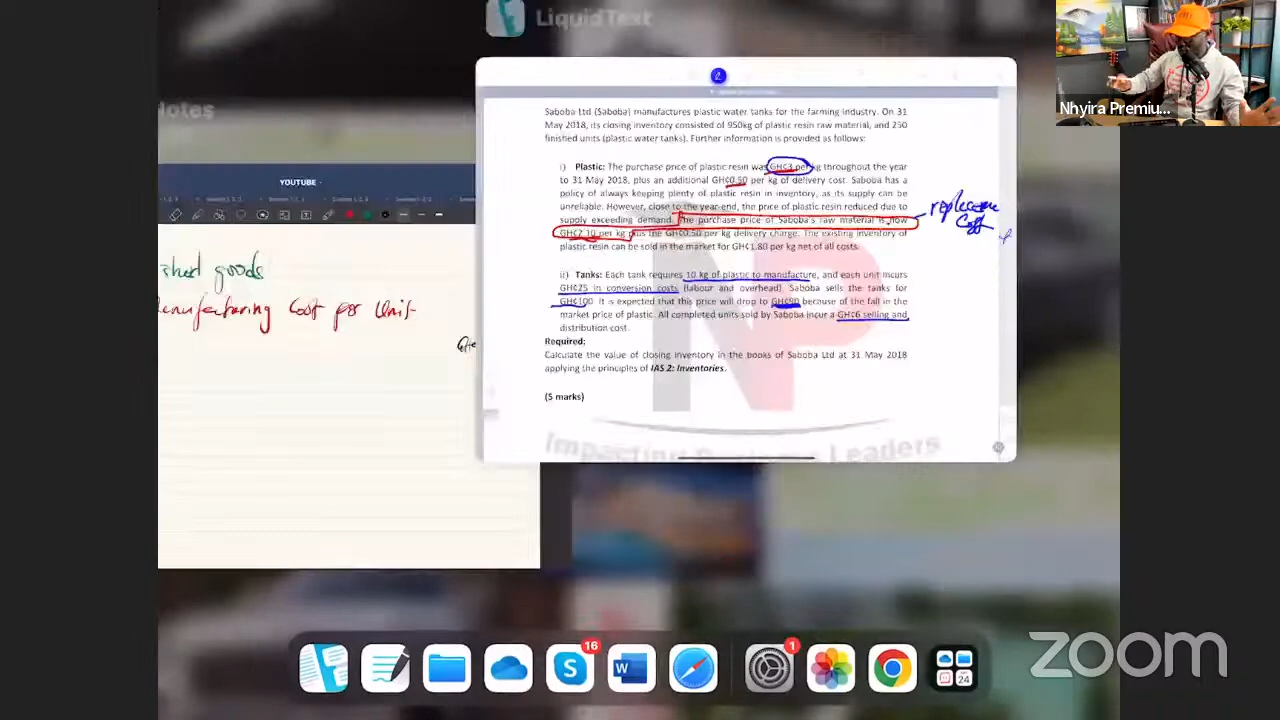 LiquidText
Notes
Nhyira Premiu...
YOUTUBE
2
Saboba Ltd (Saboba) manufactures plastic water tanks for the farming industry. On 31
May 2018, its closing inventory consisted of 950kg of plastic resin raw material, and 250
finished units (plastic water tanks). Further information is provided as follows:
i) Plastic: The purchase price of plastic resin was GH¢3 per kg throughout the year
to 31 May 2018, plus an additional GH¢0.50 per kg of delivery cost. Saboba has a
policy of always keeping plenty of plastic resin in inventory, as its supply can be
unreliable. However, close to the year-end, the price of plastic resin reduced due to
supply exceeding demand. The purchase price of Saboba's raw material is now
GH¢2.10 per kg plus the GH¢0.50 per kg delivery charge. The existing inventory of
plastic resin can be sold in the market for GH¢1.80 per kg net of all costs.
Cost
ii) Tanks: Each tank requires 10 kg of plastic to manufacture, and each unit incurs
GH¢25 in conversion costs (labour and overhead). Saboba sells the tanks for
GH¢100. It is expected that this price will drop to GH¢90 because of the fall in the
market price of plastic. All completed units sold by Saboba incur a GH¢6 selling and
distribution cost.
Required:
Calculate the value of closing inventory in the books of Saboba Ltd at 31 May 2018
applying the principles of IAS 2: Inventories.
(5 marks)
NP
Impacting Leaders
goods
Manufacturing Cost per Unit
16
1
24
zoom